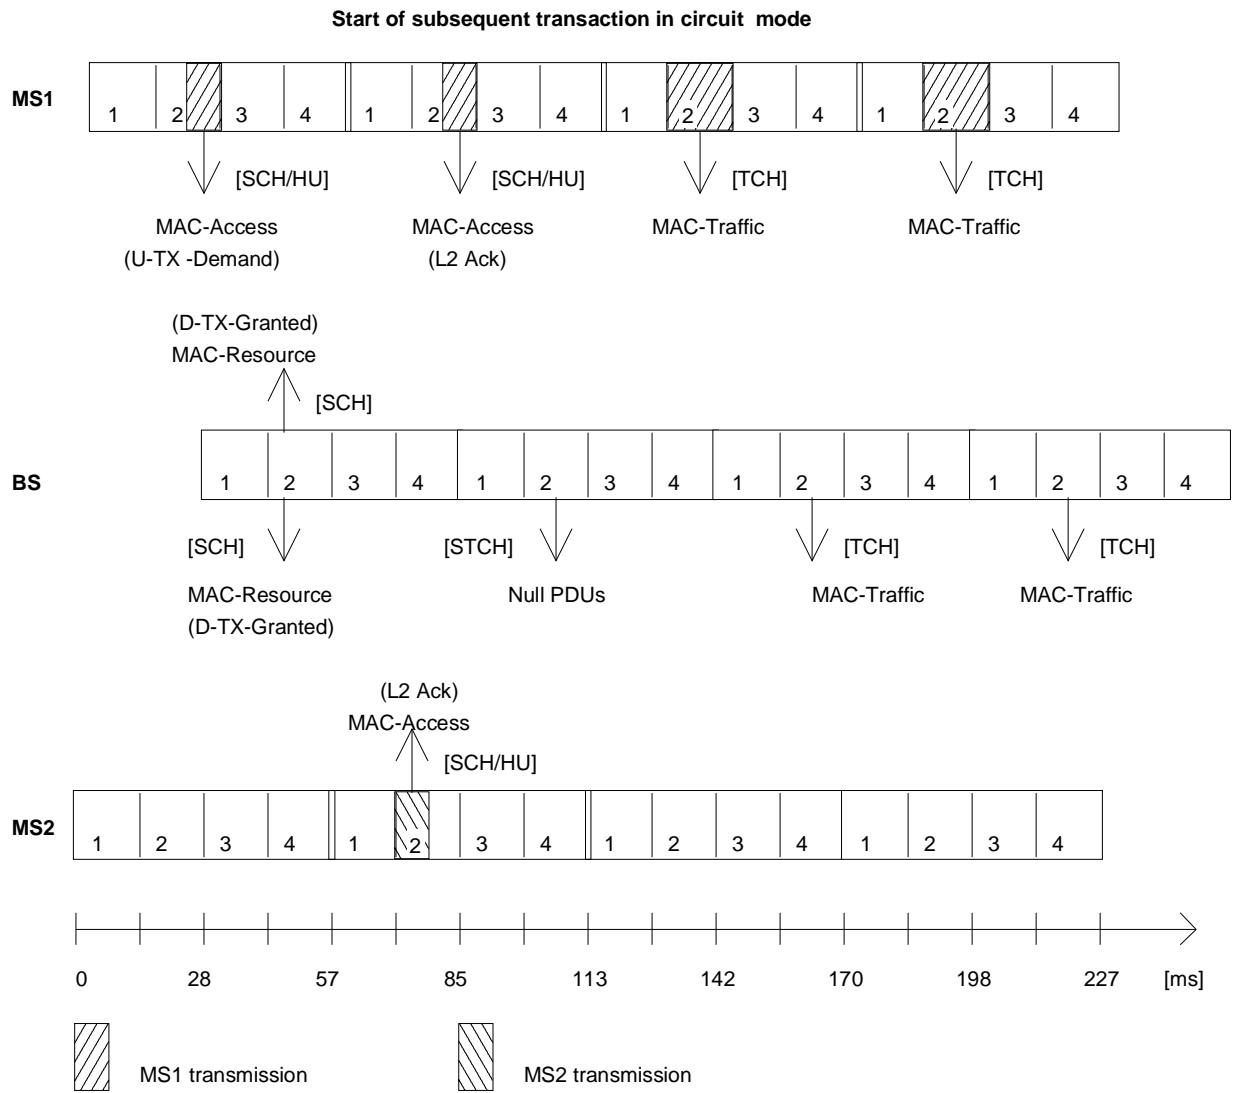 Start of subsequent transaction in circuit mode
MS1
1 2 3 4 1 2 3 4 1 2 3 4 1 2 3 4
[SCH/HU] [SCH/HU] [TCH] [TCH]
MAC-Access MAC-Access MAC-Traffic MAC-Traffic
(U-TX -Demand) (L2 Ack)
(D-TX-Granted)
MAC-Resource
[SCH]
BS
1 2 3 4 1 2 3 4 1 2 3 4 1 2 3 4
[SCH] [STCH] [TCH] [TCH]
MAC-Resource Null PDUs MAC-Traffic MAC-Traffic
(D-TX-Granted)
(L2 Ack)
MAC-Access
[SCH/HU]
MS2
1 2 3 4 1 2 3 4 1 2 3 4 1 2 3 4
0 28 57 85 113 142 170 198 227 [ms]
MS1 transmission MS2 transmission